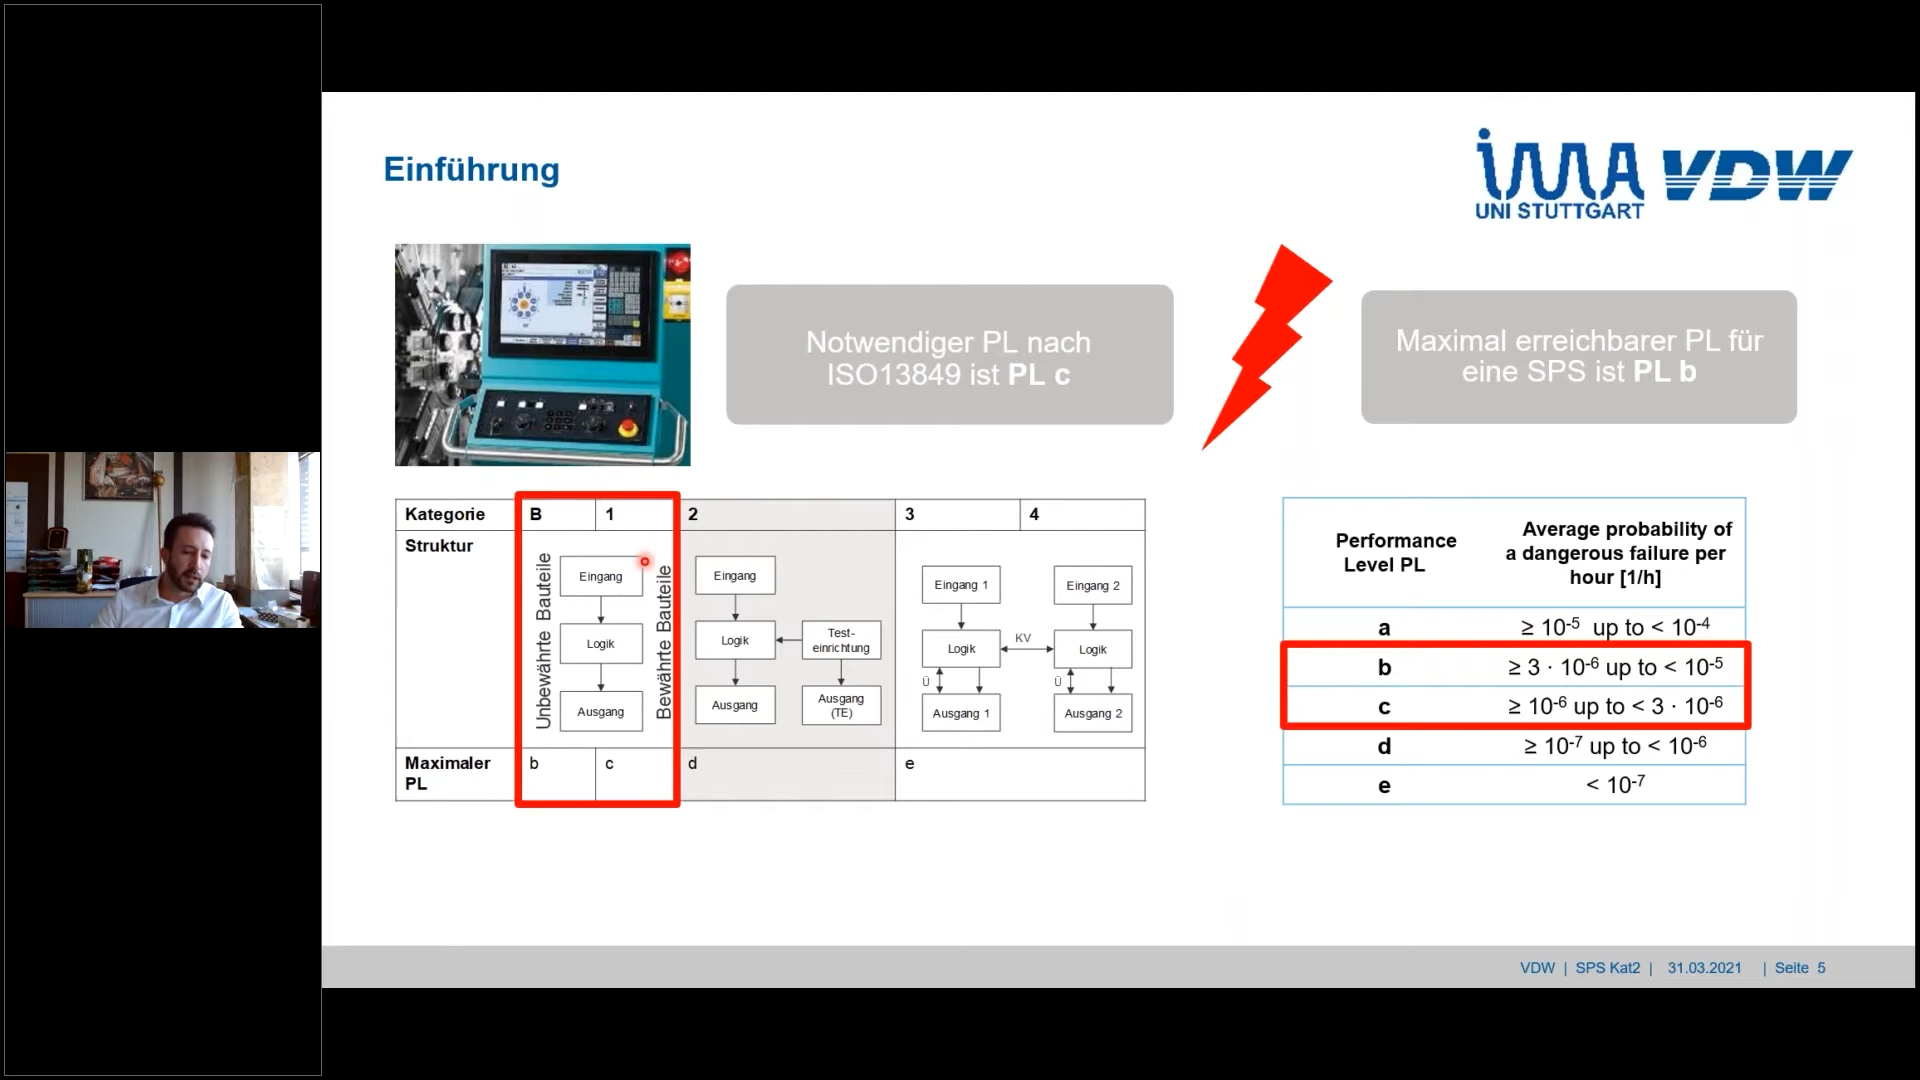 Einführung
ima VDW
UNI STUTTGART
Notwendiger PL nach
ISO13849 ist PL c
Maximal erreichbarer PL für
eine SPS ist PL b
Kategorie B 1 2 3 4
Struktur
Unbewährte Bauteile
Eingang
Logik
Ausgang
Bewährte Bauteile
Eingang
Logik
Test-
einrichtung
Ausgang
Ausgang
(TE)
Eingang 1
Eingang 2
Logik
KV
Logik
Ü
Ü
Ausgang 1
Ausgang 2
Maximaler
PL
b c d e
Performance
Level PL
Average probability of
a dangerous failure per
hour [1/h]
a ≥ 10⁻⁵ up to < 10⁻⁴
b ≥ 3 · 10⁻⁶ up to < 10⁻⁵
c ≥ 10⁻⁶ up to < 3 · 10⁻⁶
d ≥ 10⁻⁷ up to < 10⁻⁶
e < 10⁻⁷
VDW | SPS Kat2 | 31.03.2021 | Seite 5